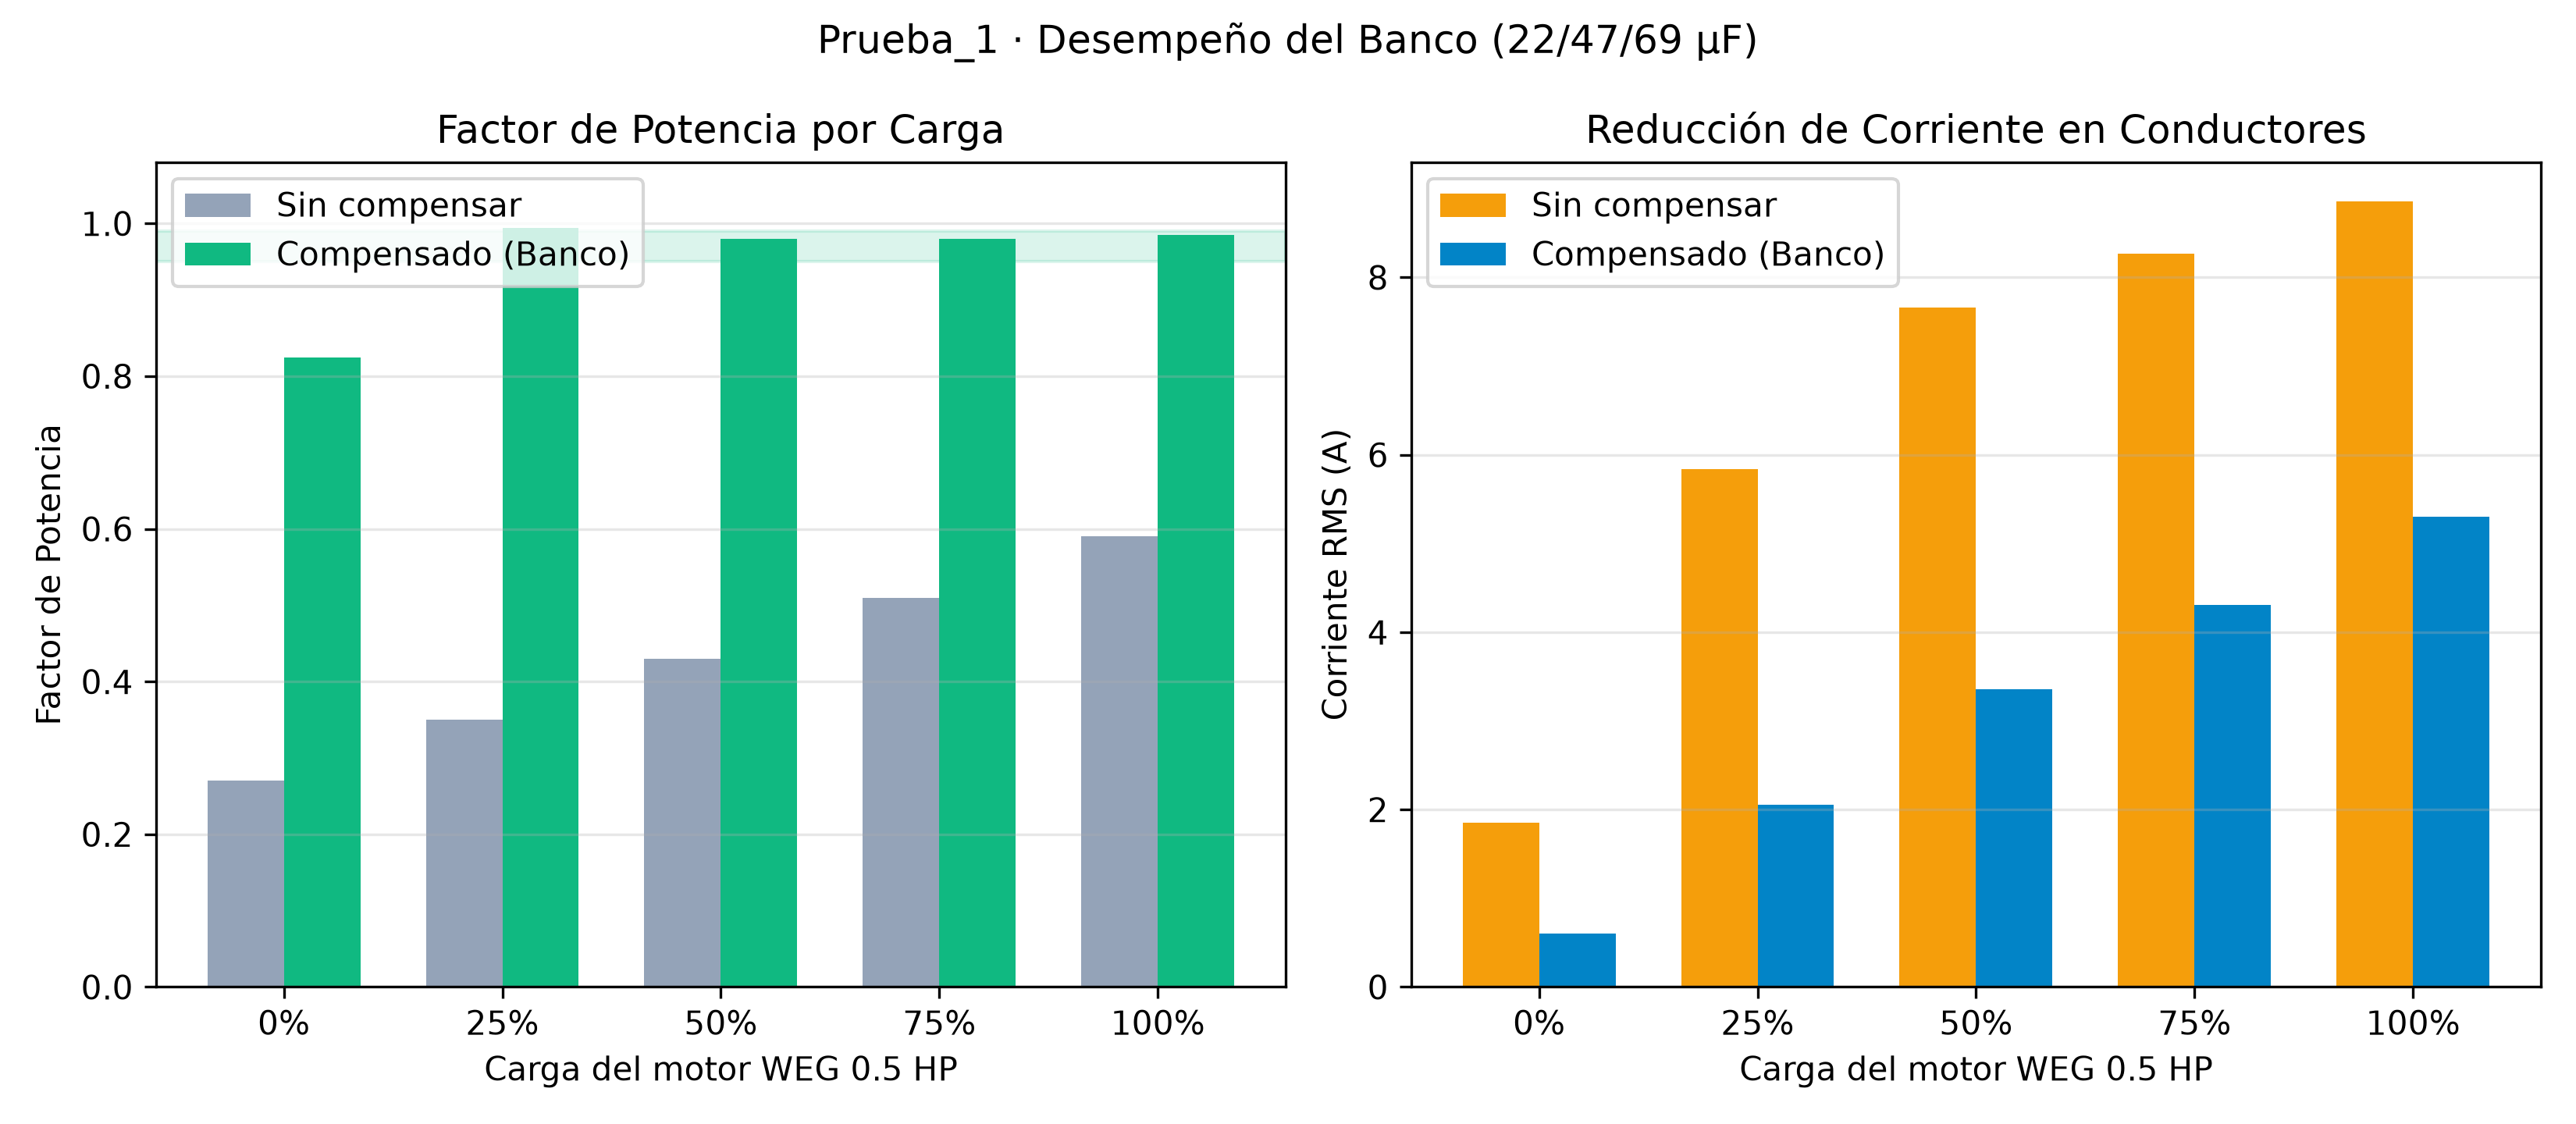 Prueba_1 · Desempeño del Banco (22/47/69 µF)
Factor de Potencia por Carga
Sin compensar
Compensado (Banco)
Factor de Potencia
1.0
0.8
0.6
0.4
0.2
0.0
0% 25% 50% 75% 100%
Carga del motor WEG 0.5 HP
Reducción de Corriente en Conductores
Sin compensar
Compensado (Banco)
Corriente RMS (A)
8
6
4
2
0
0% 25% 50% 75% 100%
Carga del motor WEG 0.5 HP